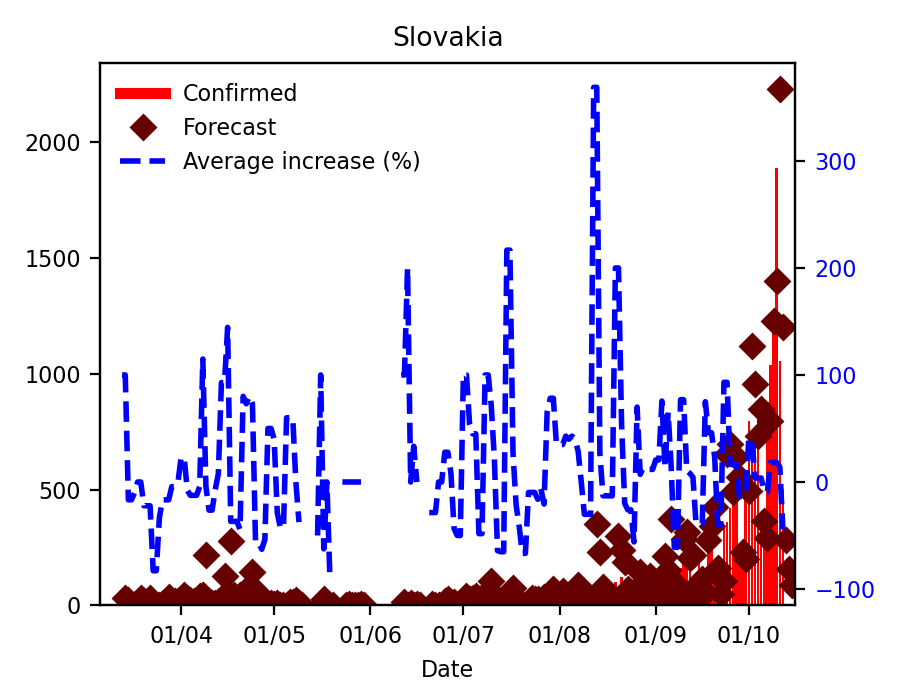 Slovakia
Confirmed
Forecast
Average increase (%)
2000
1500
1000
500
0
300
200
100
0
−100
01/04 01/05 01/06 01/07 01/08 01/09 01/10
Date